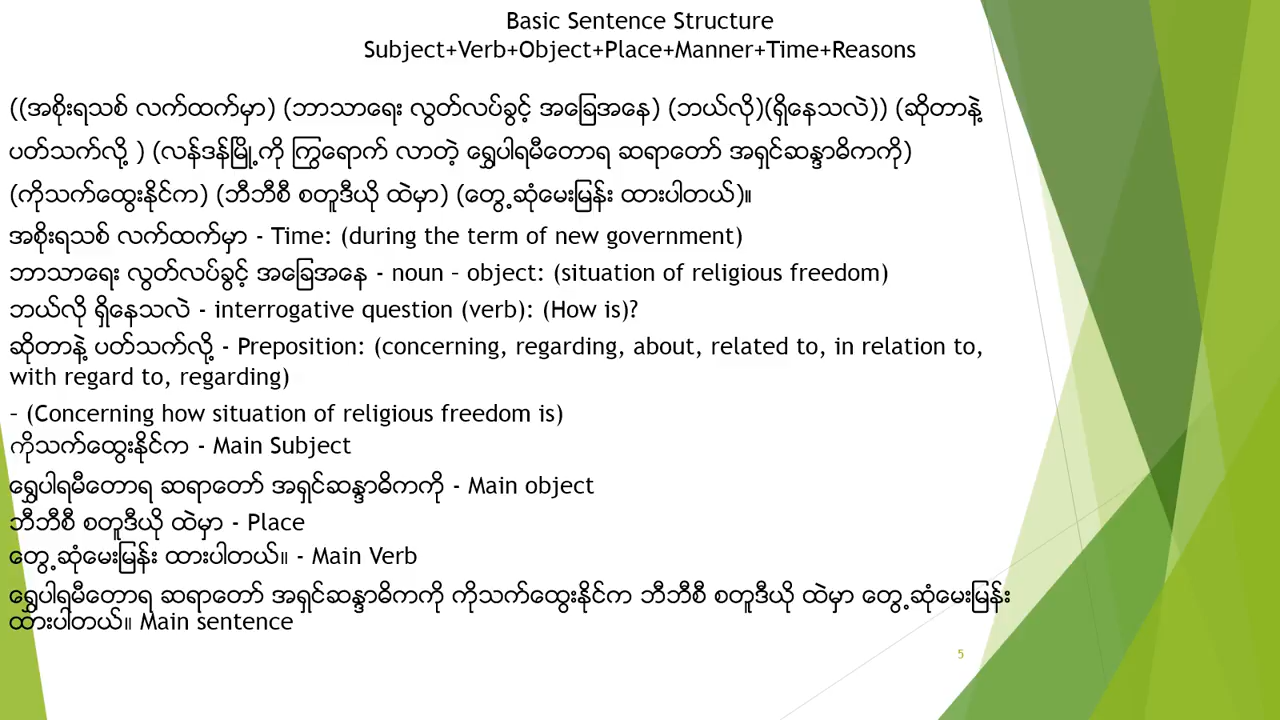 Basic Sentence Structure
Subject+Verb+Object+Place+Manner+Time+Reasons
((အစိုးရသစ် လက်ထက်မှာ) (ဘာသာရေး လွတ်လပ်ခွင့် အခြေအနေ) (ဘယ်လို)(ရှိနေသလဲ)) (ဆိုတာနဲ့
ပတ်သက်လို့ ) (လန်ဒန်မြို့ကို ကြွရောက် လာတဲ့ ရွှေပါရမီတောရ ဆရာတော် အရှင်ဆန္ဒာဓိကကို)
(ကိုသက်ထွေးနိုင်က) (ဘီဘီစီ စတူဒီယို ထဲမှာ) (တွေ့ဆုံမေးမြန်း ထားပါတယ်)။
အစိုးရသစ် လက်ထက်မှာ - Time: (during the term of new government)
ဘာသာရေး လွတ်လပ်ခွင့် အခြေအနေ - noun – object: (situation of religious freedom)
ဘယ်လို ရှိနေသလဲ - interrogative question (verb): (How is)?
ဆိုတာနဲ့ ပတ်သက်လို့ - Preposition: (concerning, regarding, about, related to, in relation to,
with regard to, regarding)
– (Concerning how situation of religious freedom is)
ကိုသက်ထွေးနိုင်က - Main Subject
ရွှေပါရမီတောရ ဆရာတော် အရှင်ဆန္ဒာဓိကကို - Main object
ဘီဘီစီ စတူဒီယို ထဲမှာ - Place
တွေ့ဆုံမေးမြန်း ထားပါတယ်။ - Main Verb
ရွှေပါရမီတောရ ဆရာတော် အရှင်ဆန္ဒာဓိကကို ကိုသက်ထွေးနိုင်က ဘီဘီစီ စတူဒီယို ထဲမှာ တွေ့ဆုံမေးမြန်း
ထားပါတယ်။ Main sentence
5